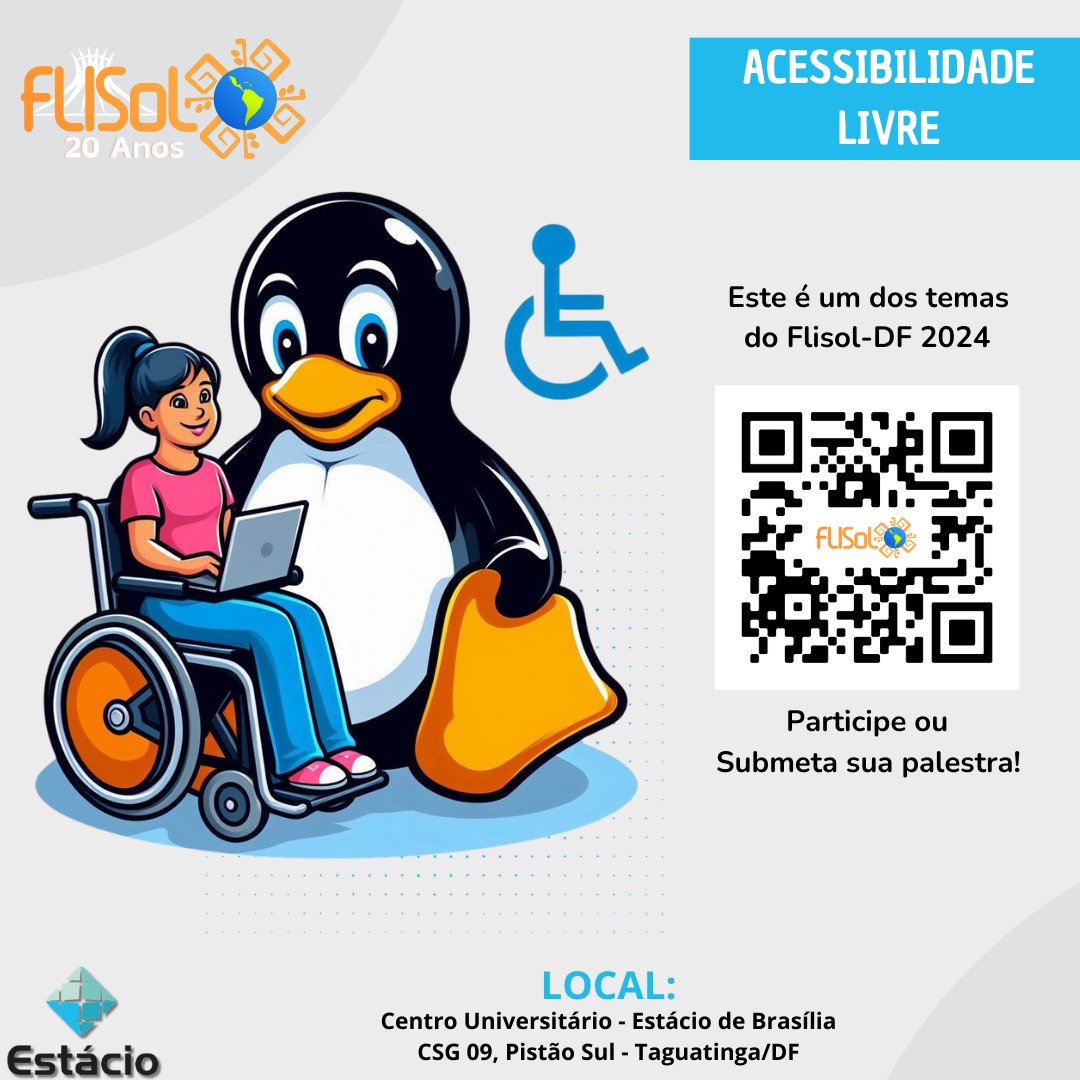 FLISol
20 Anos
ACESSIBILIDADE
LIVRE
Este é um dos temas
do Flisol-DF 2024
FLISol
Participe ou
Submeta sua palestra!
LOCAL:
Centro Universitário - Estácio de Brasília
CSG 09, Pistão Sul - Taguatinga/DF
Estácio